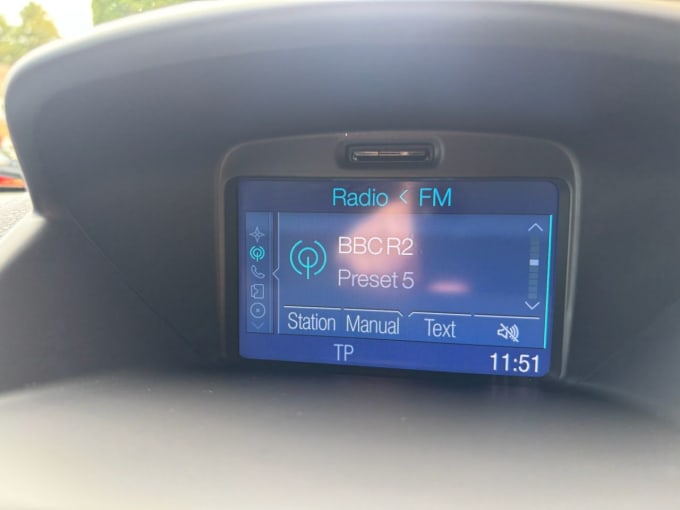 Radio < FM
BBC R2
Preset 5
Station Manual Text
TP 11:51